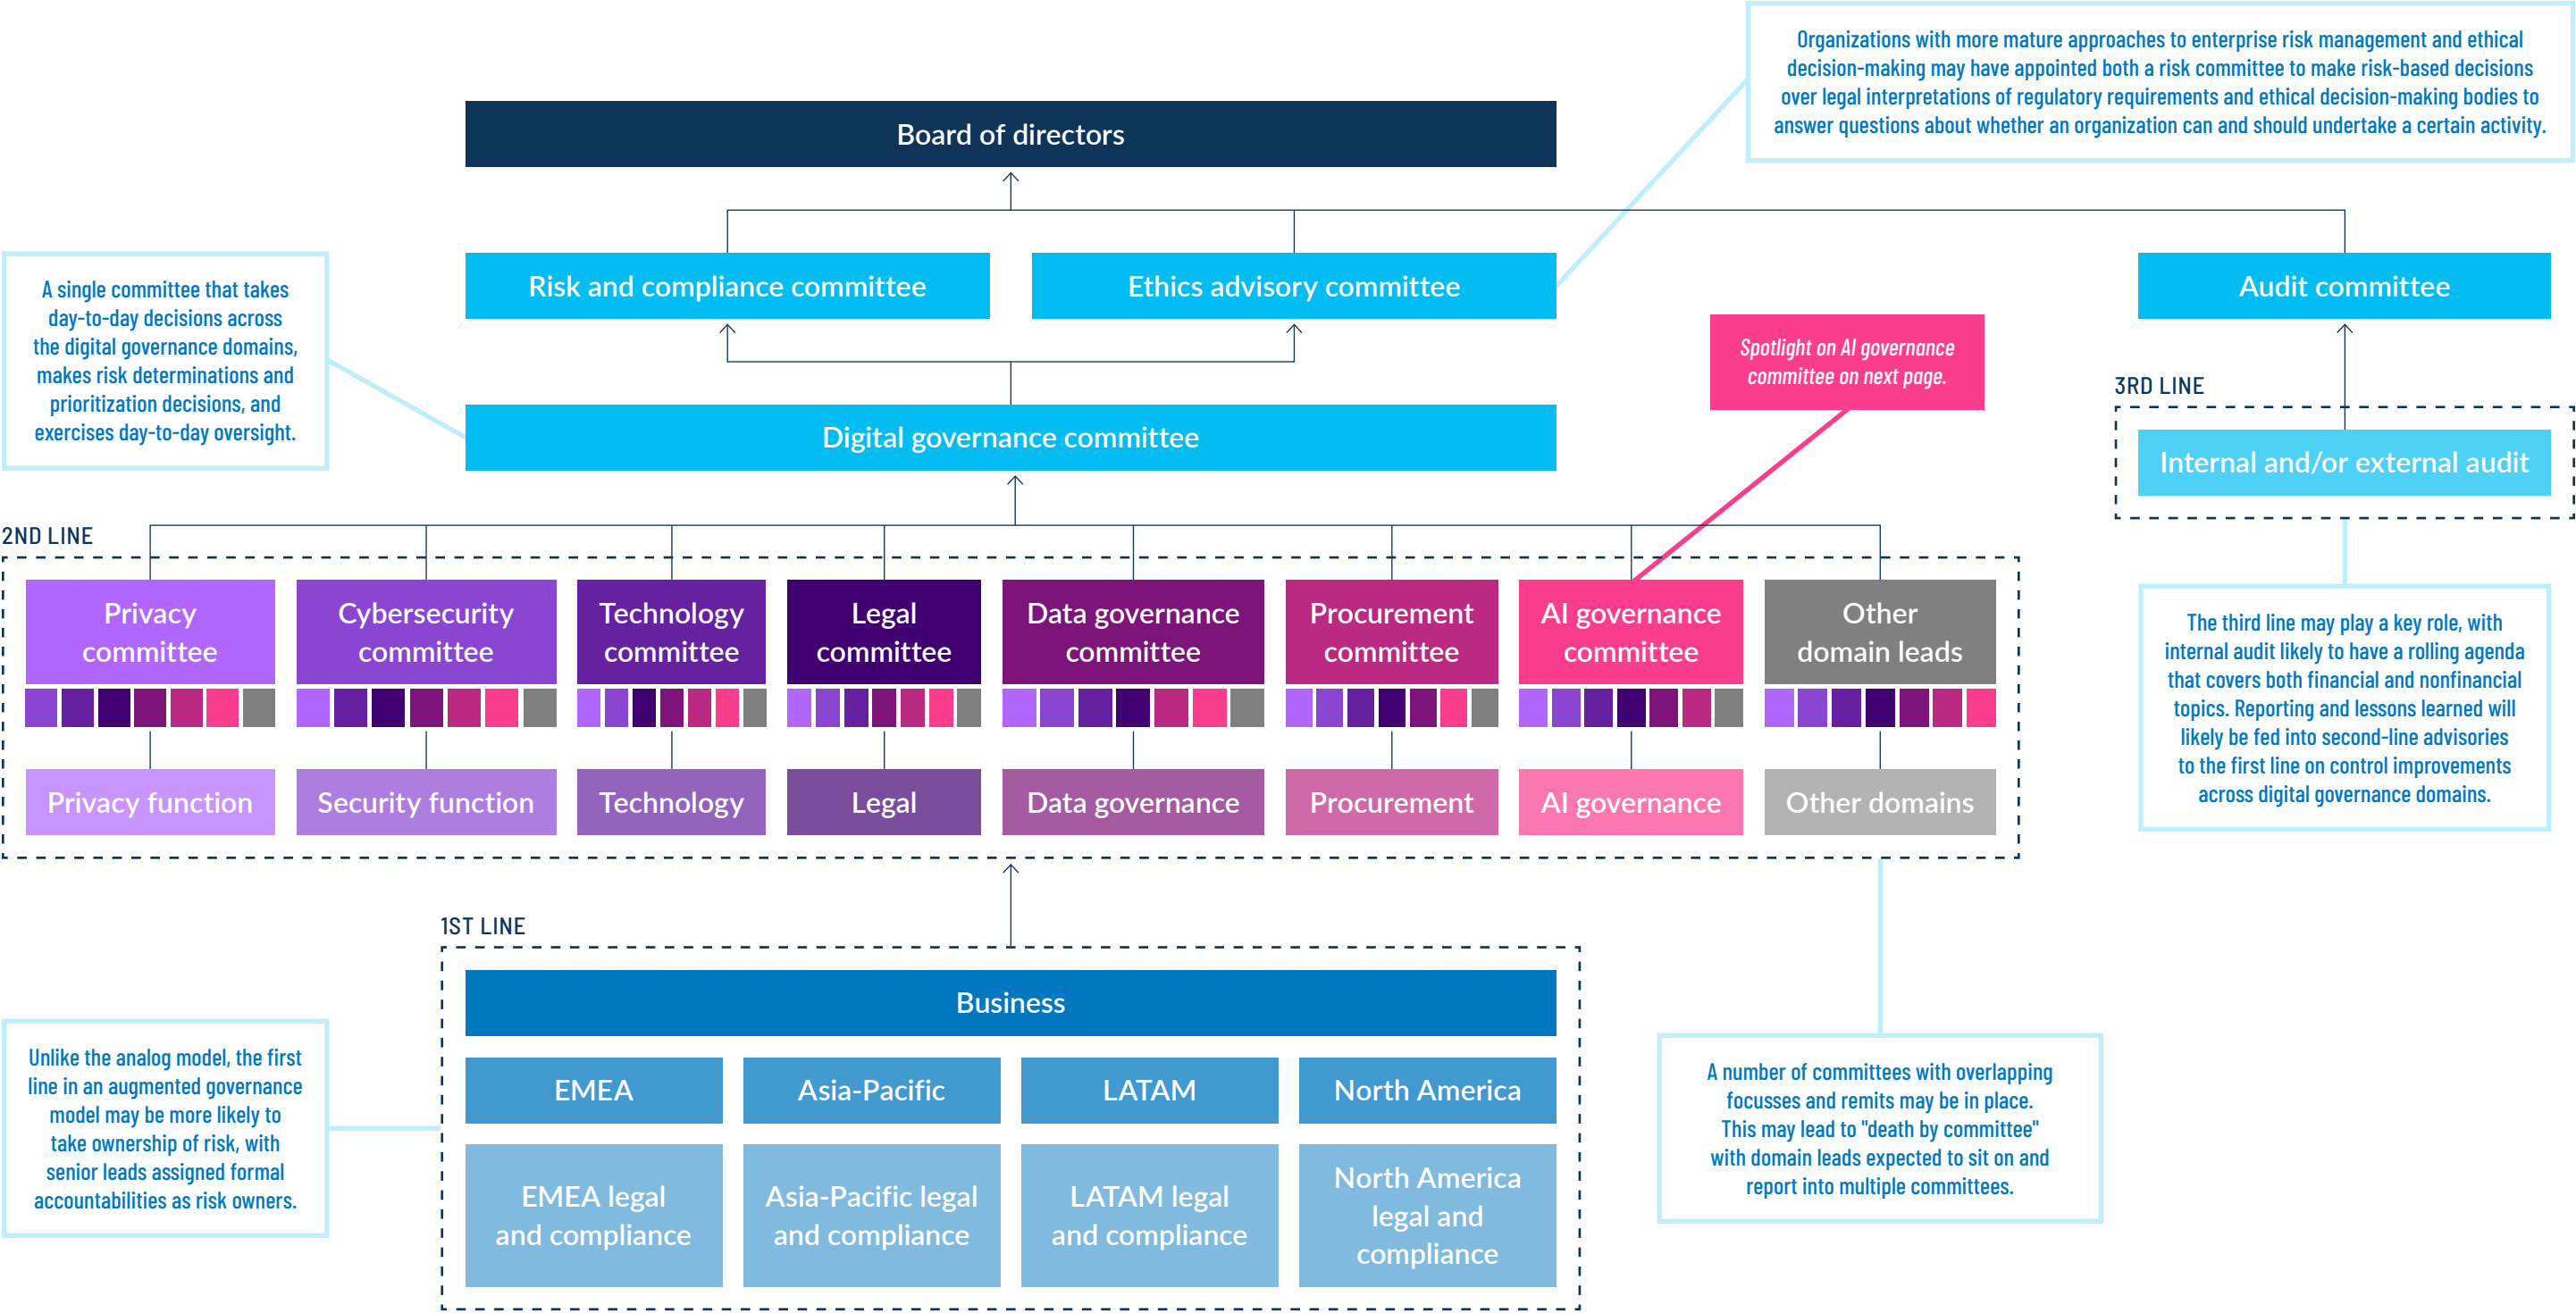 Organizations with more mature approaches to enterprise risk management and ethical
decision-making may have appointed both a risk committee to make risk-based decisions
over legal interpretations of regulatory requirements and ethical decision-making bodies to
answer questions about whether an organization can and should undertake a certain activity.
Board of directors
Risk and compliance committee
Ethics advisory committee
Audit committee
A single committee that takes
day-to-day decisions across
the digital governance domains,
makes risk determinations and
prioritization decisions, and
exercises day-to-day oversight.
Spotlight on AI governance
committee on next page.
Digital governance committee
3RD LINE
Internal and/or external audit
2ND LINE
Privacy
committee
Cybersecurity
committee
Technology
committee
Legal
committee
Data governance
committee
Procurement
committee
AI governance
committee
Other
domain leads
Privacy function
Security function
Technology
Legal
Data governance
Procurement
AI governance
Other domains
The third line may play a key role, with
internal audit likely to have a rolling agenda
that covers both financial and nonfinancial
topics. Reporting and lessons learned will
likely be fed into second-line advisories
to the first line on control improvements
across digital governance domains.
1ST LINE
Business
EMEA
Asia-Pacific
LATAM
North America
EMEA legal
and compliance
Asia-Pacific legal
and compliance
LATAM legal
and compliance
North America
legal and
compliance
Unlike the analog model, the first
line in an augmented governance
model may be more likely to
take ownership of risk, with
senior leads assigned formal
accountabilities as risk owners.
A number of committees with overlapping
focusses and remits may be in place.
This may lead to "death by committee"
with domain leads expected to sit on and
report into multiple committees.